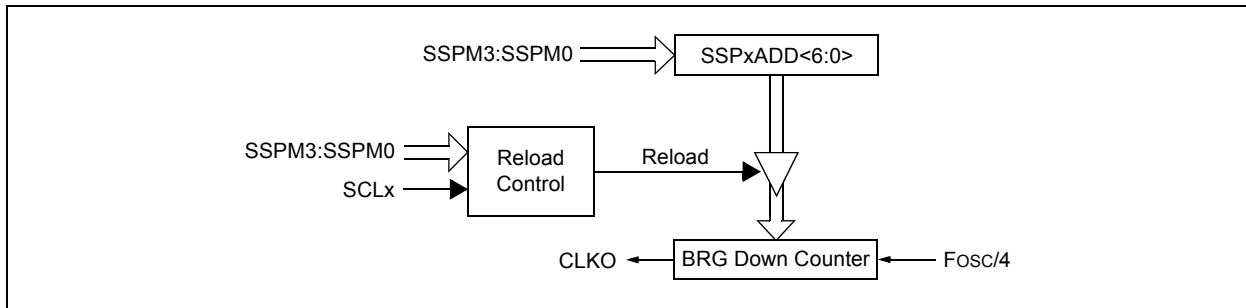 SSPM3:SSPM0
SSPxADD<6:0>
SSPM3:SSPM0
SCLx
Reload
Control
Reload
CLKO
BRG Down Counter
FOSC/4